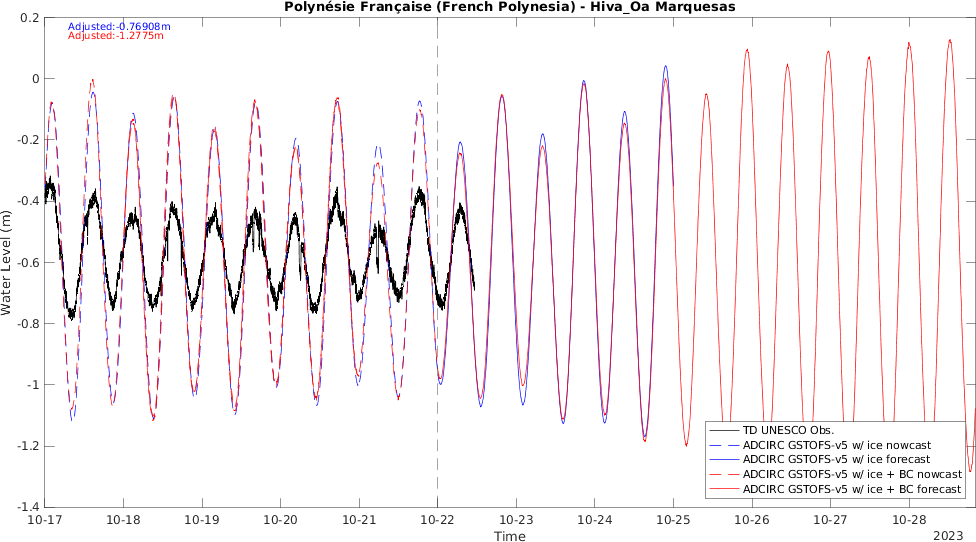 Polynésie Française (French Polynesia) - Hiva_Oa Marquesas
Adjusted:-0.76908m
Adjusted:-1.2775m
0.2
0
-0.2
-0.4
-0.6
-0.8
-1
-1.2
-1.4
Water Level (m)
TD UNESCO Obs.
ADCIRC GSTOFS-v5 w/ ice nowcast
ADCIRC GSTOFS-v5 w/ ice forecast
ADCIRC GSTOFS-v5 w/ ice + BC nowcast
ADCIRC GSTOFS-v5 w/ ice + BC forecast
10-17 10-18 10-19 10-20 10-21 10-22 10-23 10-24 10-25 10-26 10-27 10-28
Time
2023